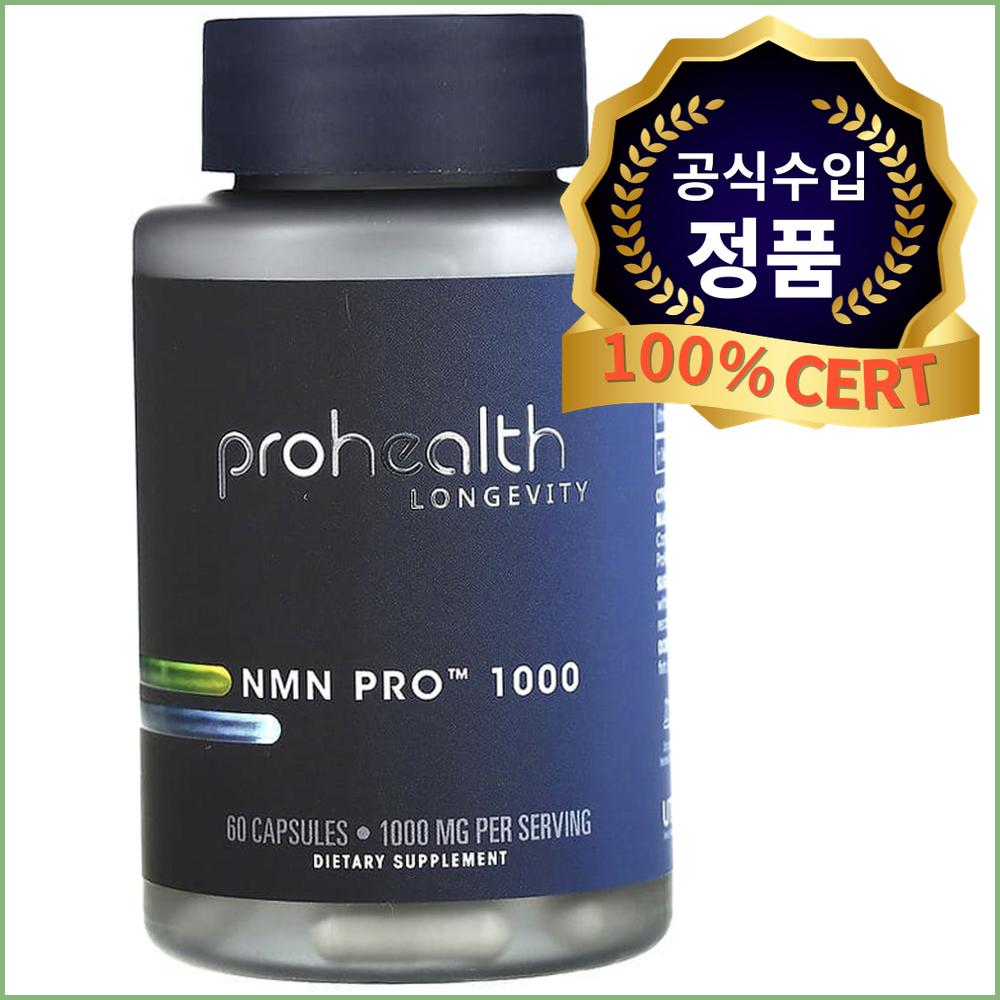 공식수입
정품
100% CERT
prohealth
LONGEVITY
NMN PRO™ 1000
60 CAPSULES • 1000 MG PER SERVING
DIETARY SUPPLEMENT